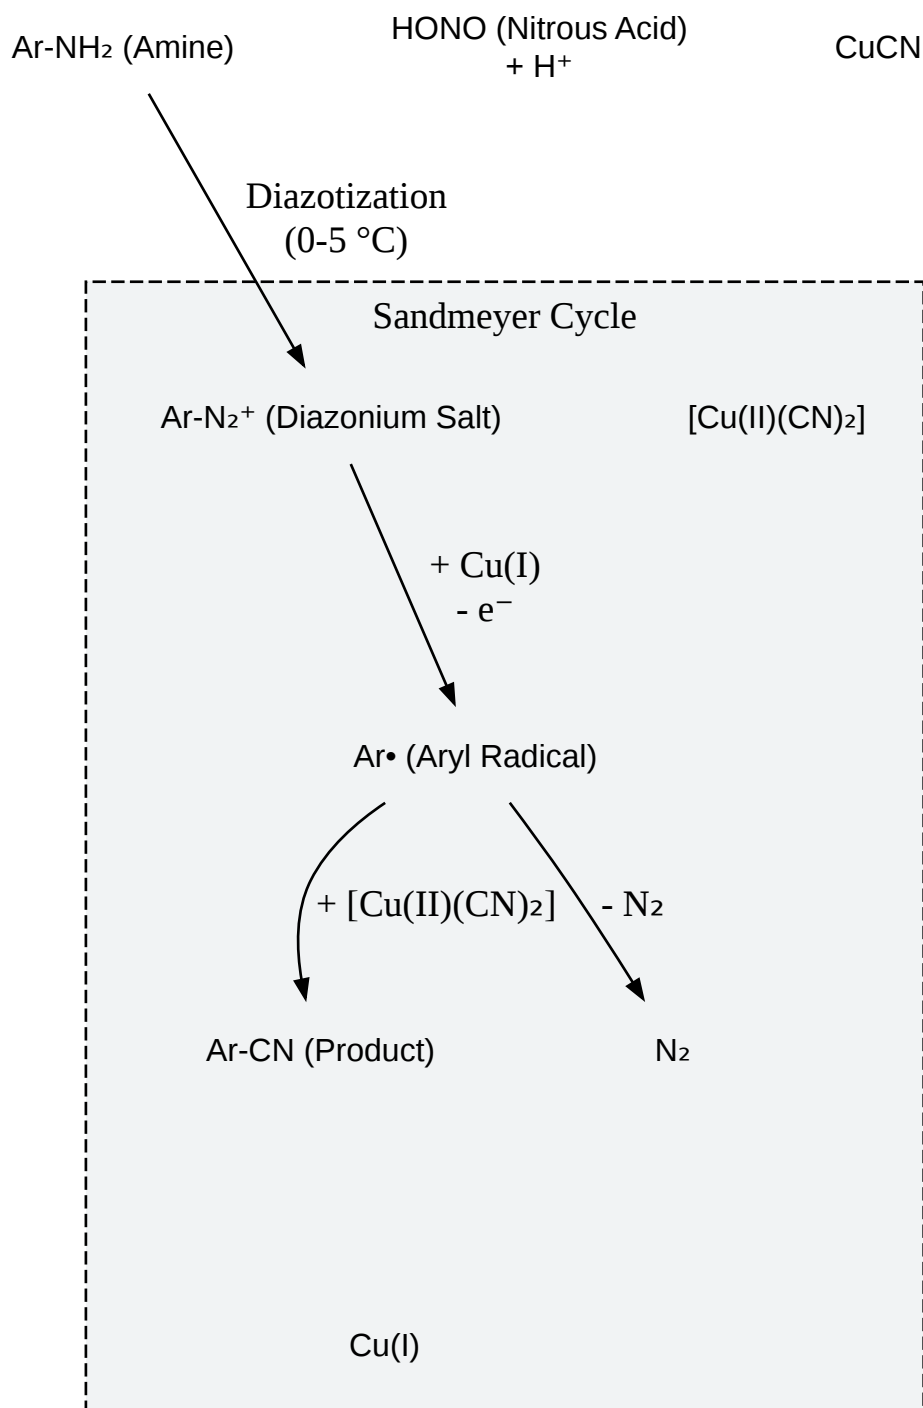 Ar-NH₂ (Amine)
HONO (Nitrous Acid)
+ H⁺
CuCN
Diazotization
(0-5 °C)
Sandmeyer Cycle
Ar-N₂⁺ (Diazonium Salt)
[Cu(II)(CN)₂]
+ Cu(I)
- e⁻
Ar• (Aryl Radical)
+ [Cu(II)(CN)₂]
- N₂
Ar-CN (Product)
N₂
Cu(I)